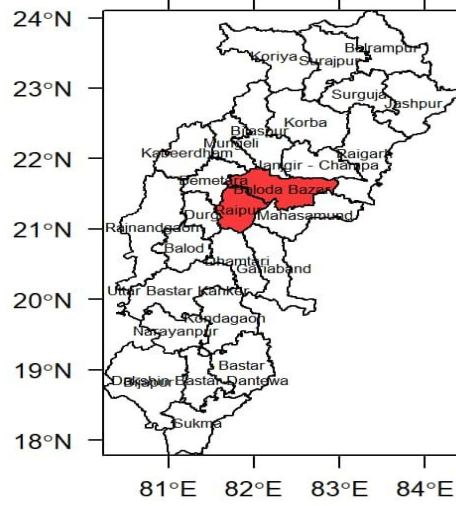 24°N
Koriya
Balrampur
Surajpur
23°N
Surguja
Jashpur
Korba
Bilaspur
Mungeli
22°N
Kabeerdham
Raigarh
Janjgir - Champa
Bemetara
Baloda Bazar
Raipur
Durg
Mahasamund
21°N
Rajnandgaon
Balod
Dhamtari
Gariaband
20°N
Uttar Bastar Kanker
Kondagaon
Narayanpur
19°N
Bastar
Dakshin Bastar Dantewa
Bijapur
Sukma
18°N
81°E 82°E 83°E 84°E